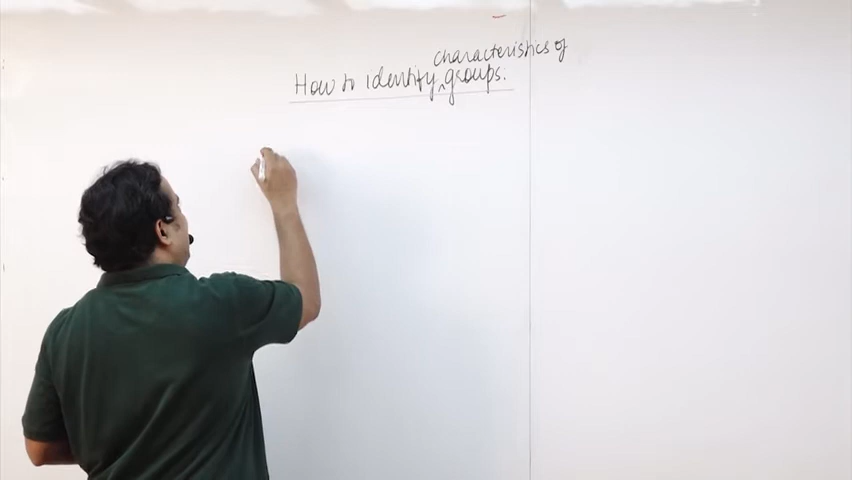 characteristics of
How to identify ^ groups: